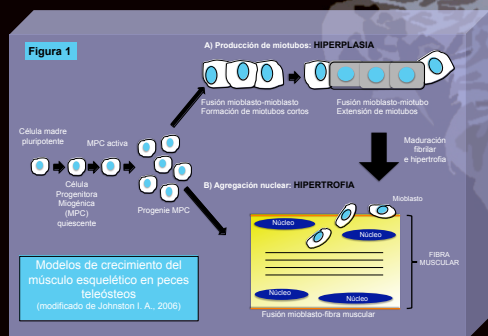 Figura 1
A) Producción de miotubos: HIPERPLASIA
Fusión mioblasto-mioblasto
Formación de miotubos cortos
Fusión mioblasto-miotubo
Extensión de miotubos
Célula madre
pluripotente
MPC activa
Célula
Progenitora
Miogénica
(MPC)
quiescente
Progenie MPC
Maduración
fibrilar
e hipertrofia
B) Agregación nuclear: HIPERTROFIA
Mioblasto
Núcleo
Núcleo
Núcleo
Núcleo
FIBRA
MUSCULAR
Fusión mioblasto-fibra muscular
Modelos de crecimiento del
músculo esquelético en peces
teleósteos
(modificado de Johnston I. A., 2006)